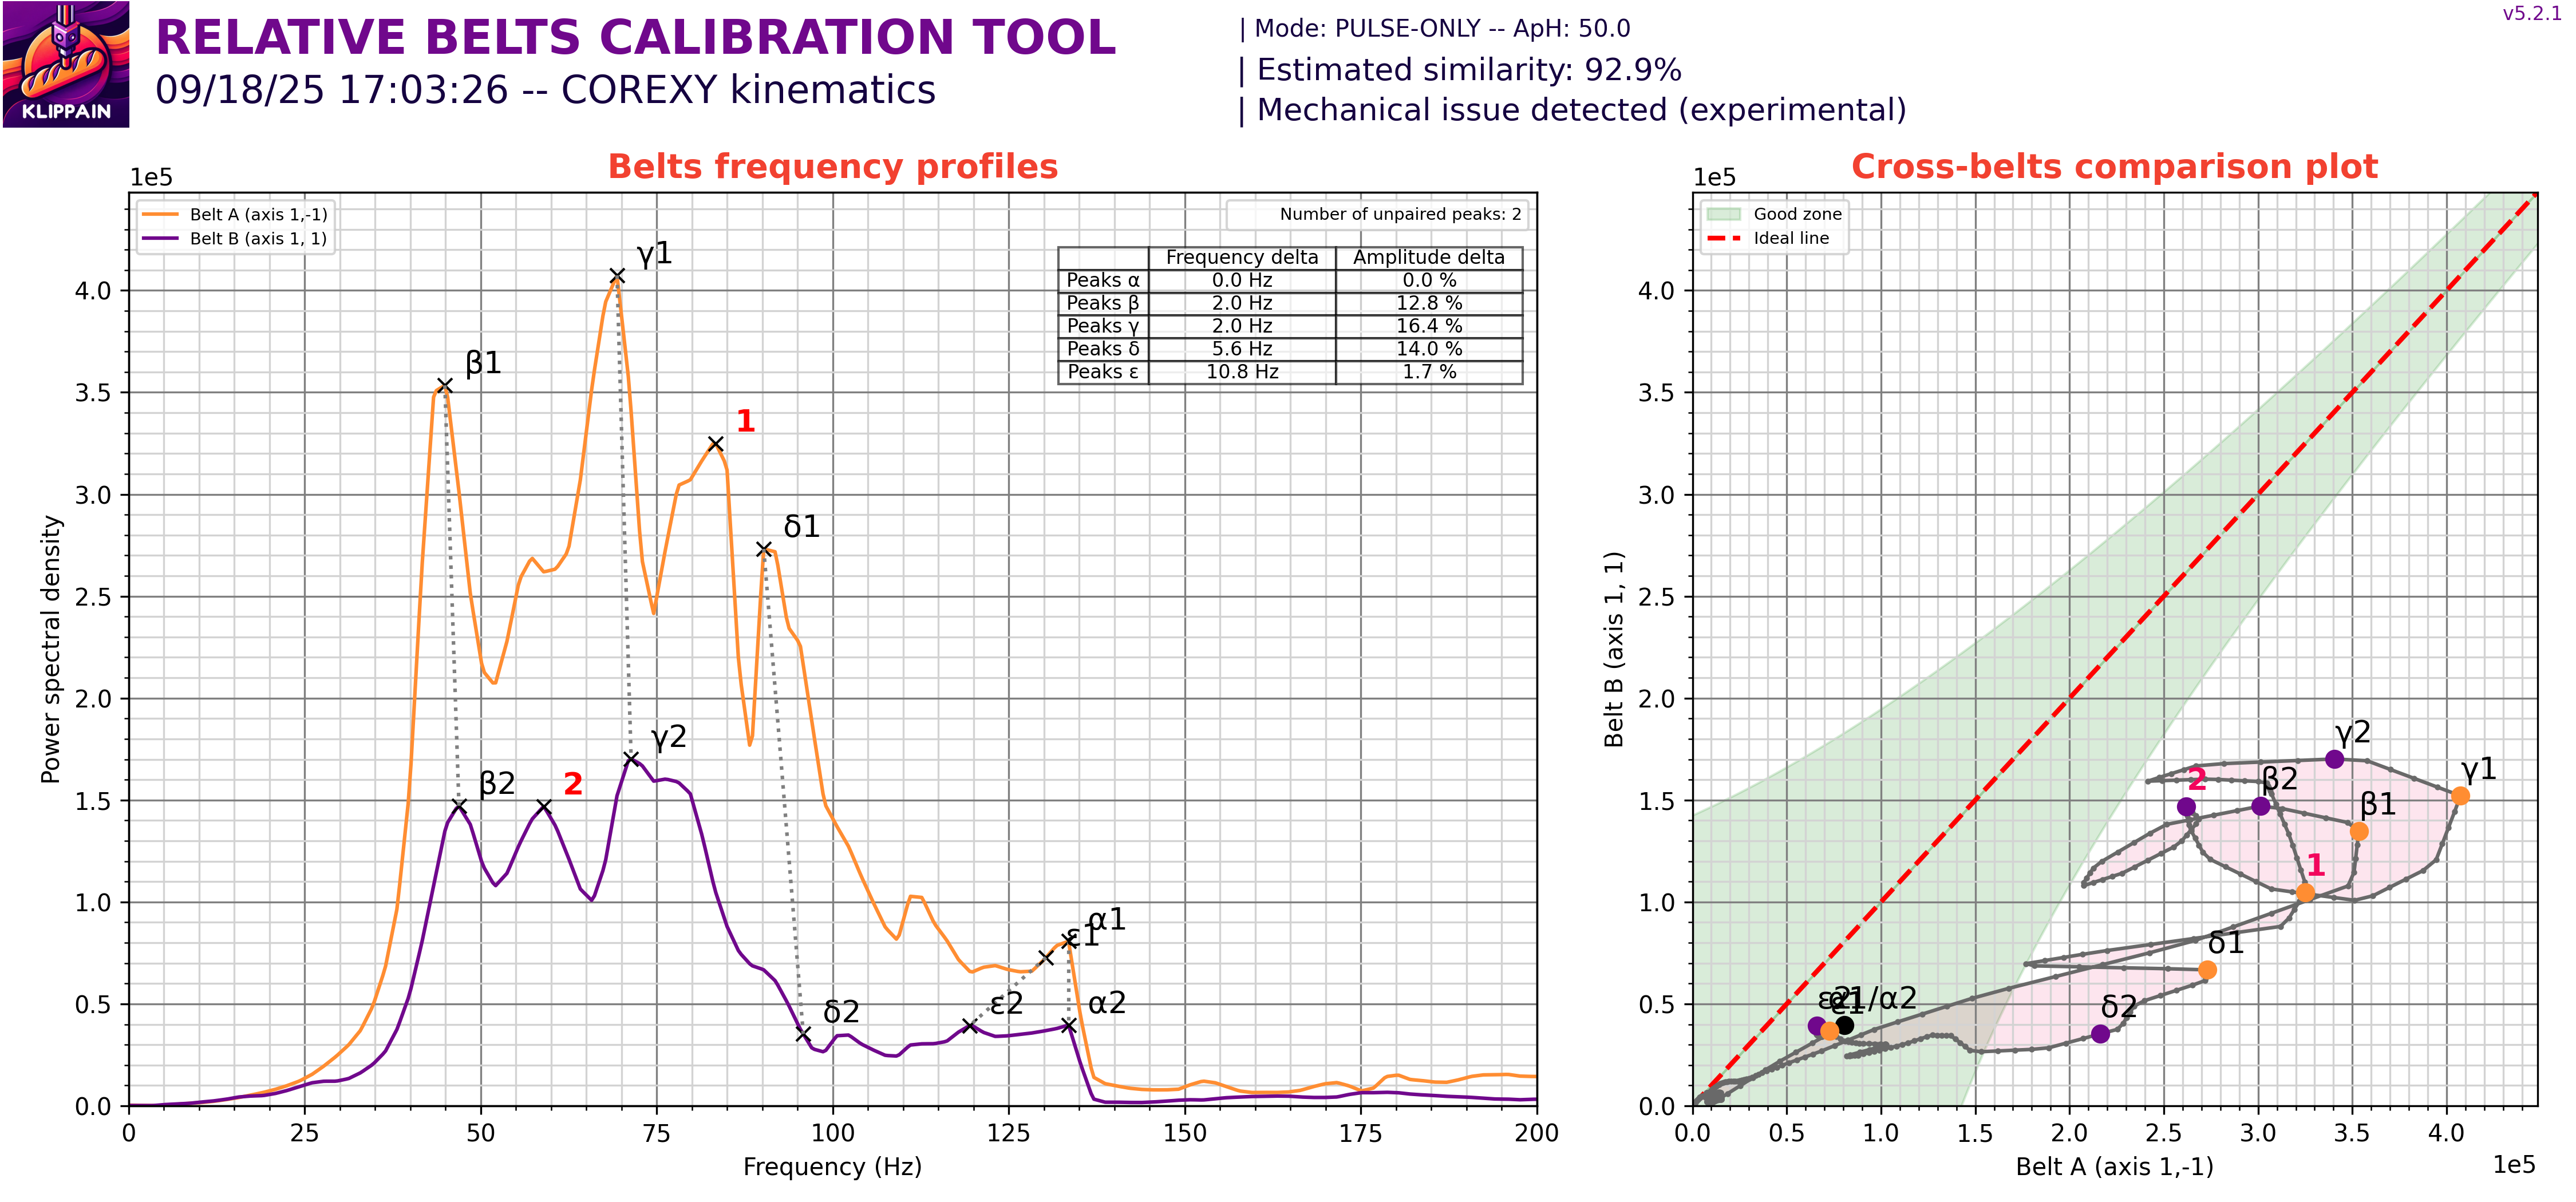 v5.2.1
KLIPPAIN
RELATIVE BELTS CALIBRATION TOOL
09/18/25 17:03:26 -- COREXY kinematics
| Mode: PULSE-ONLY -- ApH: 50.0
| Estimated similarity: 92.9%
| Mechanical issue detected (experimental)
Belts frequency profiles
1e5
Belt A (axis 1,-1)
Belt B (axis 1, 1)
Number of unpaired peaks: 2
Frequency delta Amplitude delta
Peaks α 0.0 Hz 0.0 %
Peaks β 2.0 Hz 12.8 %
Peaks γ 2.0 Hz 16.4 %
Peaks δ 5.6 Hz 14.0 %
Peaks ε 10.8 Hz 1.7 %
γ1
β1
1
δ1
γ2
β2
2
α1
ε1
δ2
ε2
α2
4.0
3.5
3.0
2.5
2.0
1.5
1.0
0.5
0.0
Power spectral density
0 25 50 75 100 125 150 175 200
Frequency (Hz)
Cross-belts comparison plot
1e5
Good zone
Ideal line
γ2
γ1
2
β2
β1
1
δ1
δ2
4.0
3.5
3.0
2.5
2.0
1.5
1.0
0.5
0.0
Belt B (axis 1, 1)
0.0 0.5 1.0 1.5 2.0 2.5 3.0 3.5 4.0
Belt A (axis 1,-1)
1e5